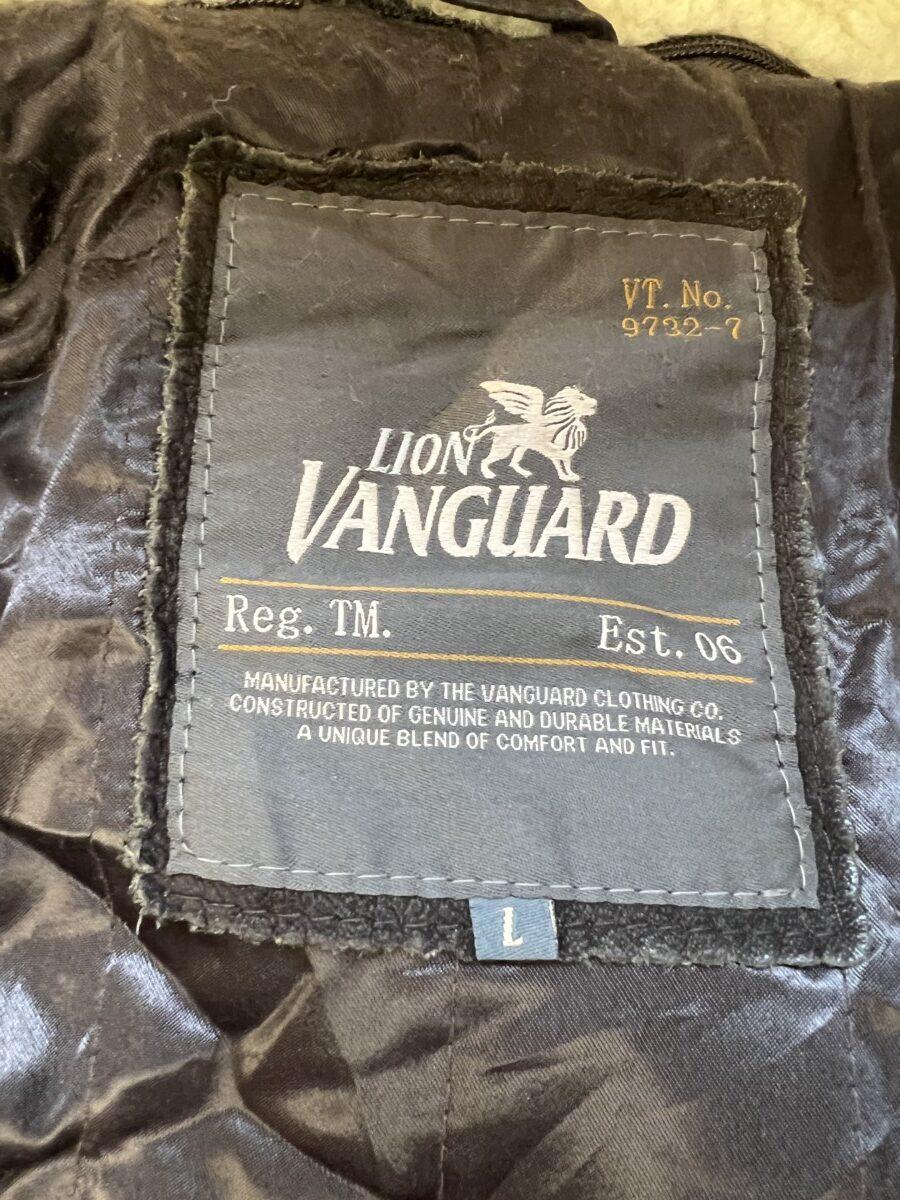 VT. No.
9732-7
LION
VANGUARD
Reg. TM.
Est. 06
MANUFACTURED BY THE VANGUARD CLOTHING CO.
CONSTRUCTED OF GENUINE AND DURABLE MATERIALS
A UNIQUE BLEND OF COMFORT AND FIT.
L